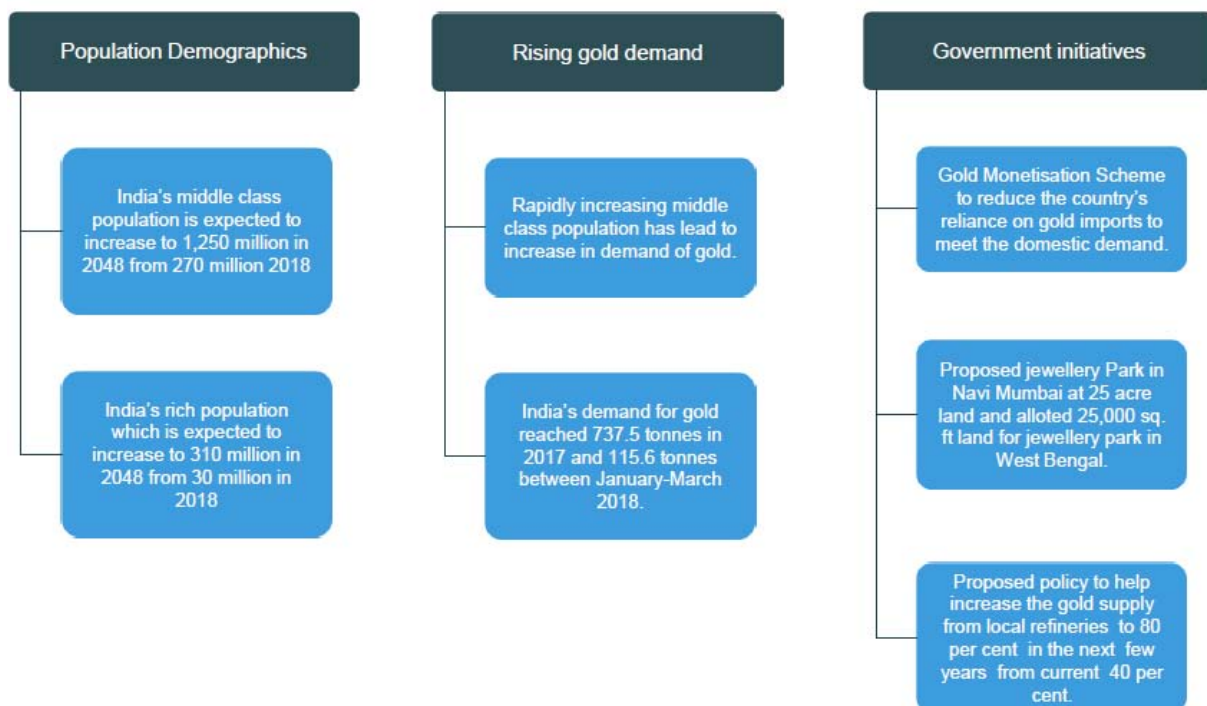 Population Demographics
India's middle class
population is expected to
increase to 1,250 million in
2048 from 270 million 2018
India's rich population
which is expected to
increase to 310 million in
2048 from 30 million in
2018
Rising gold demand
Rapidly increasing middle
class population has lead to
increase in demand of gold.
India's demand for gold
reached 737.5 tonnes in
2017 and 115.6 tonnes
between January-March
2018.
Government initiatives
Gold Monetisation Scheme
to reduce the country's
reliance on gold imports to
meet the domestic demand.
Proposed jewellery Park in
Navi Mumbai at 25 acre
land and alloted 25,000 sq.
ft land for jewellery park in
West Bengal.
Proposed policy to help
increase the gold supply
from local refineries to 80
per cent in the next few
years from current 40 per
cent.